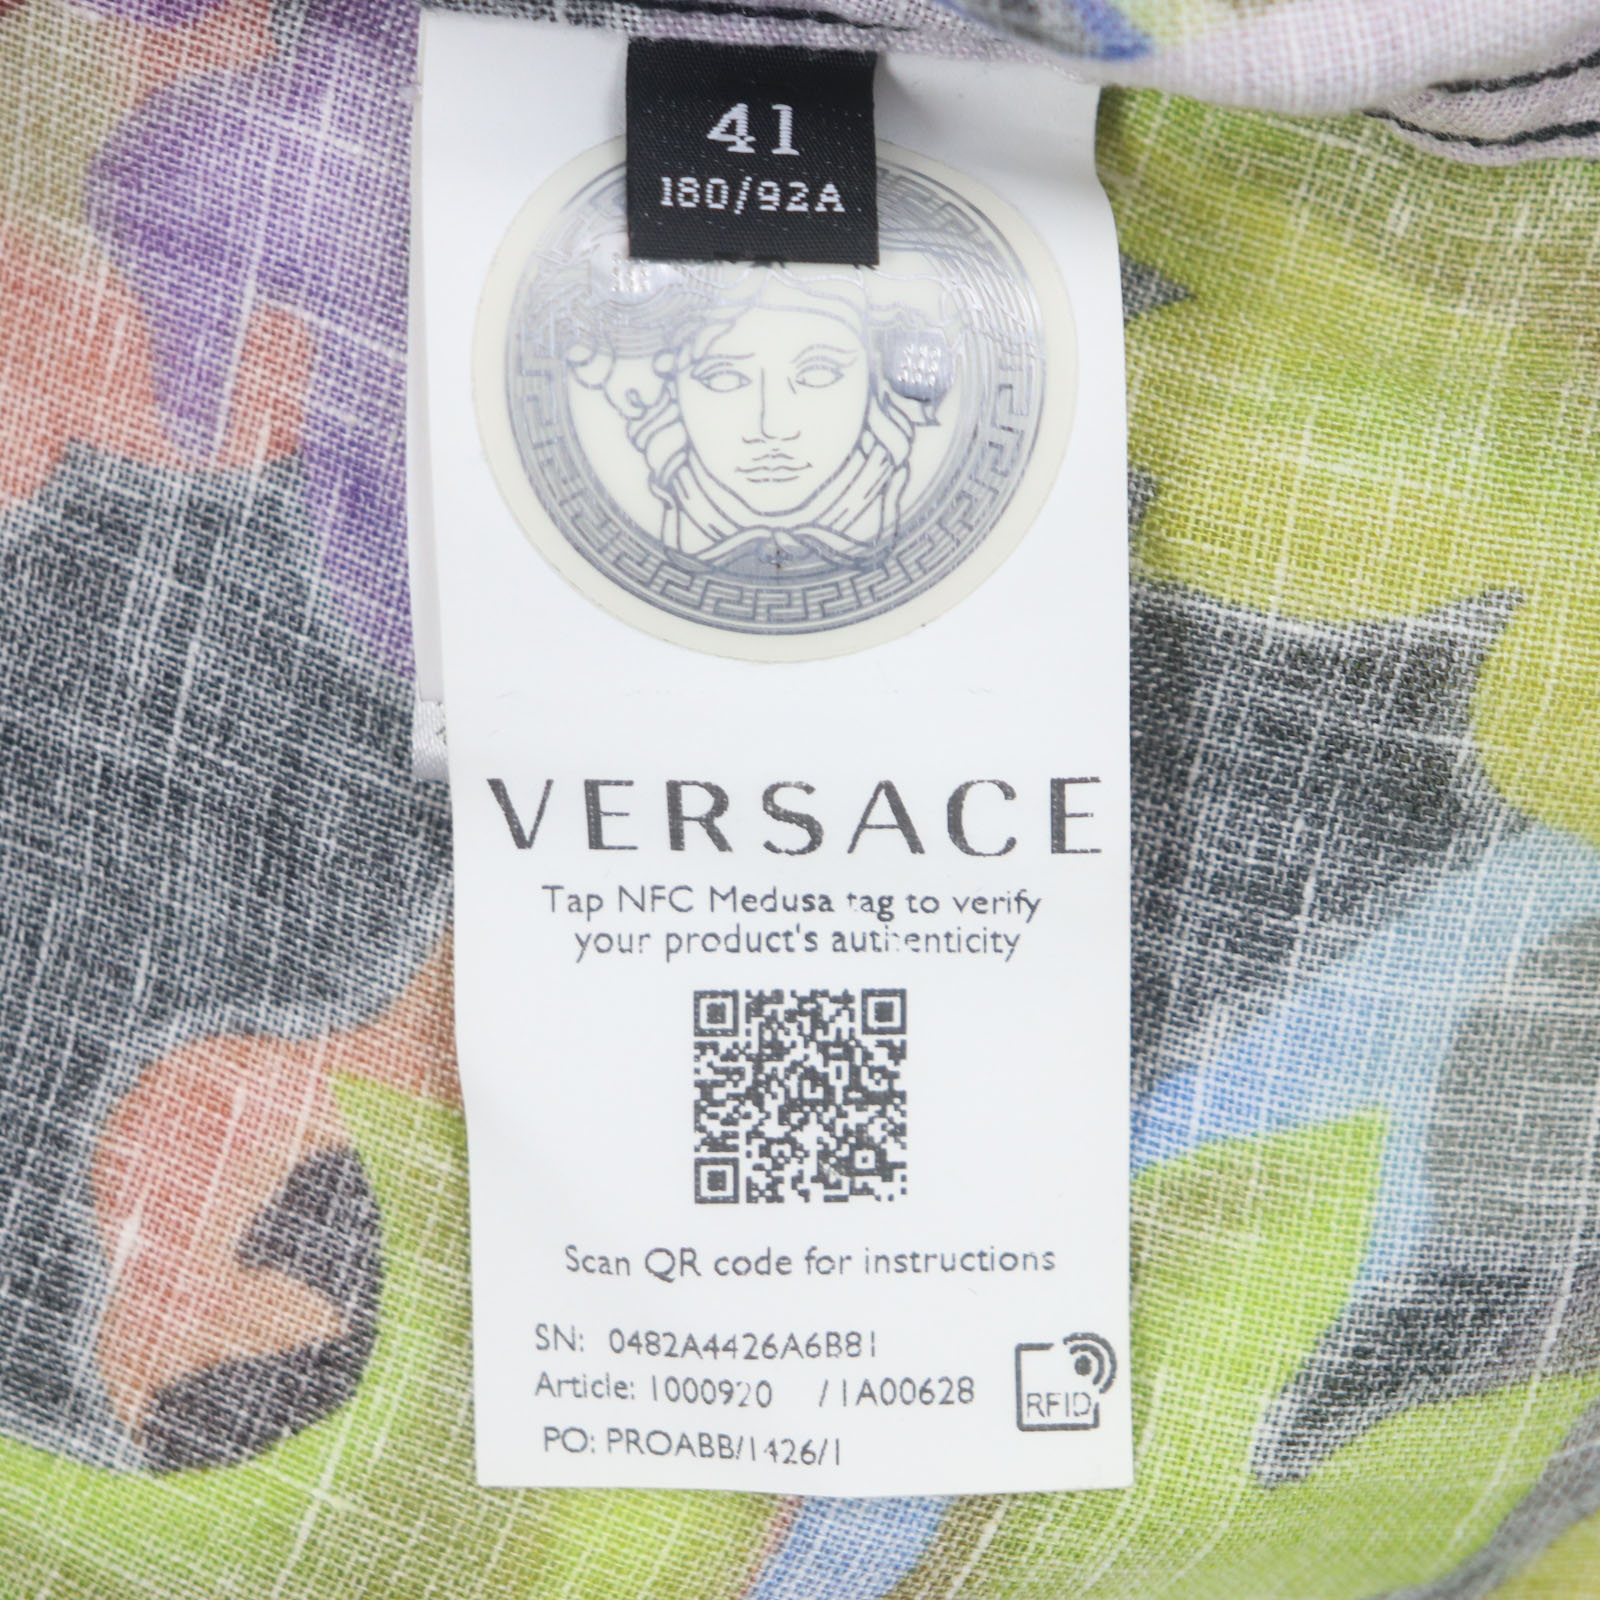 41
180/92A
VERSACE
Tap NFC Medusa tag to verify
your product's authenticity
Scan QR code for instructions
SN: 0482A4426A6B81
Article: 1000920 /1A00628
RFID
PO: PROABB/1426/1